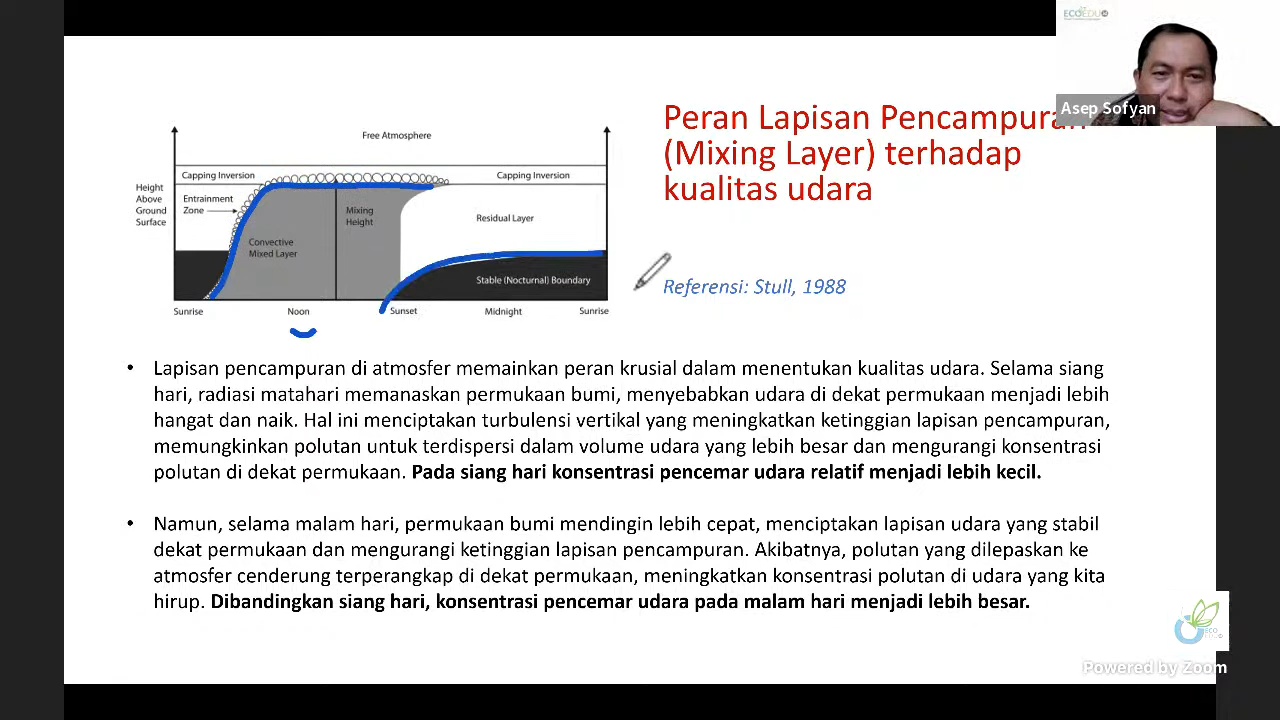 ECOEDU
Asep Sofyan
Peran Lapisan Pencampuran
(Mixing Layer) terhadap
kualitas udara
Referensi: Stull, 1988
Free Atmosphere
Capping Inversion
Capping Inversion
Height
Above
Ground
Surface
Entrainment
Zone
Mixing
Height
Residual Layer
Convective
Mixed Layer
Stable (Nocturnal) Boundary
Sunrise
Noon
Sunset
Midnight
Sunrise
• Lapisan pencampuran di atmosfer memainkan peran krusial dalam menentukan kualitas udara. Selama siang
hari, radiasi matahari memanaskan permukaan bumi, menyebabkan udara di dekat permukaan menjadi lebih
hangat dan naik. Hal ini menciptakan turbulensi vertikal yang meningkatkan ketinggian lapisan pencampuran,
memungkinkan polutan untuk terdispersi dalam volume udara yang lebih besar dan mengurangi konsentrasi
polutan di dekat permukaan. Pada siang hari konsentrasi pencemar udara relatif menjadi lebih kecil.
• Namun, selama malam hari, permukaan bumi mendingin lebih cepat, menciptakan lapisan udara yang stabil
dekat permukaan dan mengurangi ketinggian lapisan pencampuran. Akibatnya, polutan yang dilepaskan ke
atmosfer cenderung terperangkap di dekat permukaan, meningkatkan konsentrasi polutan di udara yang kita
hirup. Dibandingkan siang hari, konsentrasi pencemar udara pada malam hari menjadi lebih besar.
ECO
Powered by Zoom